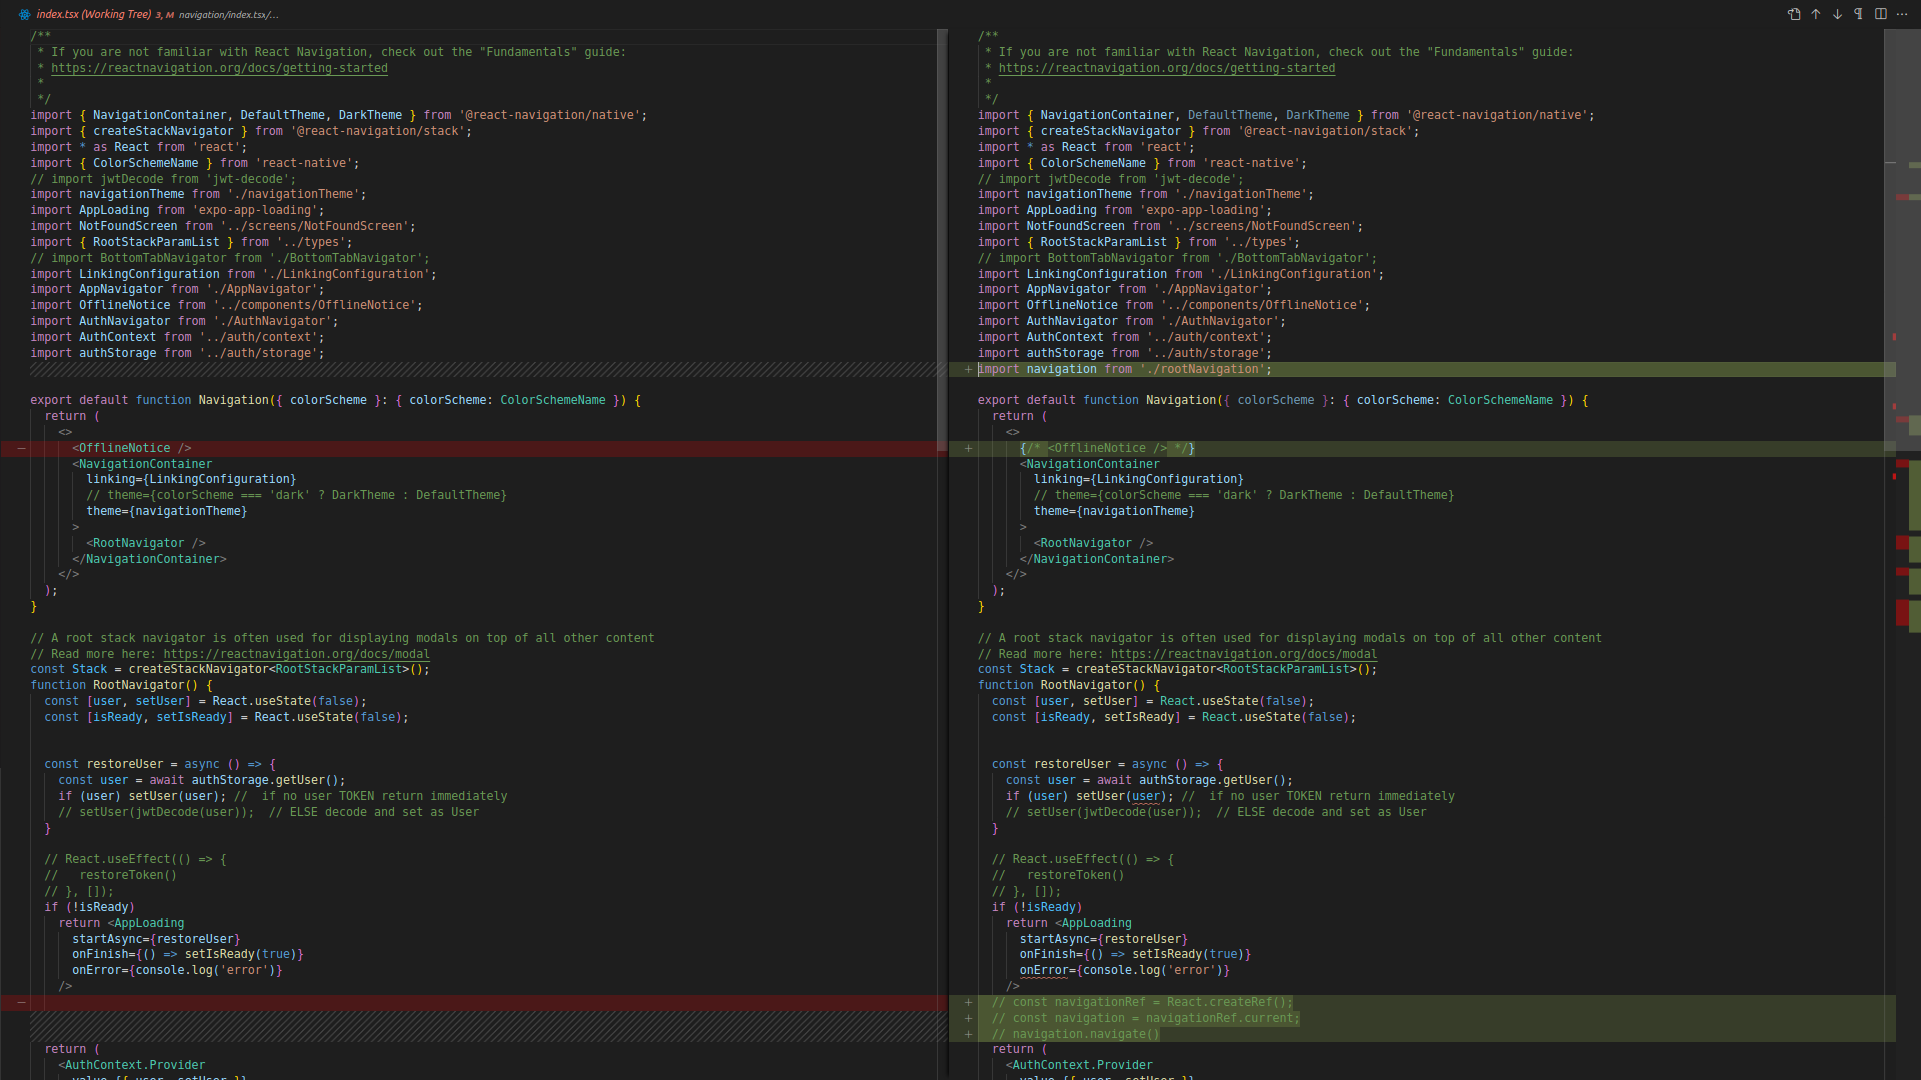 index.tsx (Working Tree) 3, M navigation/index.tsx/...
/**
 * If you are not familiar with React Navigation, check out the "Fundamentals" guide:
 * https://reactnavigation.org/docs/getting-started
 *
 */
import { NavigationContainer, DefaultTheme, DarkTheme } from '@react-navigation/native';
import { createStackNavigator } from '@react-navigation/stack';
import * as React from 'react';
import { ColorSchemeName } from 'react-native';
// import jwtDecode from 'jwt-decode';
import navigationTheme from './navigationTheme';
import AppLoading from 'expo-app-loading';
import NotFoundScreen from '../screens/NotFoundScreen';
import { RootStackParamList } from '../types';
// import BottomTabNavigator from './BottomTabNavigator';
import LinkingConfiguration from './LinkingConfiguration';
import AppNavigator from './AppNavigator';
import OfflineNotice from '../components/OfflineNotice';
import AuthNavigator from './AuthNavigator';
import AuthContext from '../auth/context';
import authStorage from '../auth/storage';
export default function Navigation({ colorScheme }: { colorScheme: ColorSchemeName }) {
  return (
    <>
—      <OfflineNotice />
      <NavigationContainer
        linking={LinkingConfiguration}
        // theme={colorScheme === 'dark' ? DarkTheme : DefaultTheme}
        theme={navigationTheme}
      >
        <RootNavigator />
      </NavigationContainer>
    </>
  );
}
// A root stack navigator is often used for displaying modals on top of all other content
// Read more here: https://reactnavigation.org/docs/modal
const Stack = createStackNavigator<RootStackParamList>();
function RootNavigator() {
  const [user, setUser] = React.useState(false);
  const [isReady, setIsReady] = React.useState(false);
  const restoreUser = async () => {
    const user = await authStorage.getUser();
    if (user) setUser(user); //  if no user TOKEN return immediately
    // setUser(jwtDecode(user));  // ELSE decode and set as User
  }
  // React.useEffect(() => {
  //   restoreToken()
  // }, []);
  if (!isReady)
    return <AppLoading
      startAsync={restoreUser}
      onFinish={() => setIsReady(true)}
      onError={console.log('error')}
    />
—
  return (
    <AuthContext.Provider
      value={{ user, setUser }}
/**
 * If you are not familiar with React Navigation, check out the "Fundamentals" guide:
 * https://reactnavigation.org/docs/getting-started
 *
 */
import { NavigationContainer, DefaultTheme, DarkTheme } from '@react-navigation/native';
import { createStackNavigator } from '@react-navigation/stack';
import * as React from 'react';
import { ColorSchemeName } from 'react-native';
// import jwtDecode from 'jwt-decode';
import navigationTheme from './navigationTheme';
import AppLoading from 'expo-app-loading';
import NotFoundScreen from '../screens/NotFoundScreen';
import { RootStackParamList } from '../types';
// import BottomTabNavigator from './BottomTabNavigator';
import LinkingConfiguration from './LinkingConfiguration';
import AppNavigator from './AppNavigator';
import OfflineNotice from '../components/OfflineNotice';
import AuthNavigator from './AuthNavigator';
import AuthContext from '../auth/context';
import authStorage from '../auth/storage';
+import navigation from './rootNavigation';
export default function Navigation({ colorScheme }: { colorScheme: ColorSchemeName }) {
  return (
    <>
+      {/* <OfflineNotice /> */}
      <NavigationContainer
        linking={LinkingConfiguration}
        // theme={colorScheme === 'dark' ? DarkTheme : DefaultTheme}
        theme={navigationTheme}
      >
        <RootNavigator />
      </NavigationContainer>
    </>
  );
}
// A root stack navigator is often used for displaying modals on top of all other content
// Read more here: https://reactnavigation.org/docs/modal
const Stack = createStackNavigator<RootStackParamList>();
function RootNavigator() {
  const [user, setUser] = React.useState(false);
  const [isReady, setIsReady] = React.useState(false);
  const restoreUser = async () => {
    const user = await authStorage.getUser();
    if (user) setUser(user); //  if no user TOKEN return immediately
    // setUser(jwtDecode(user));  // ELSE decode and set as User
  }
  // React.useEffect(() => {
  //   restoreToken()
  // }, []);
  if (!isReady)
    return <AppLoading
      startAsync={restoreUser}
      onFinish={() => setIsReady(true)}
      onError={console.log('error')}
    />
+  // const navigationRef = React.createRef();
+  // const navigation = navigationRef.current;
+  // navigation.navigate()
  return (
    <AuthContext.Provider
      value={{ user, setUser }}